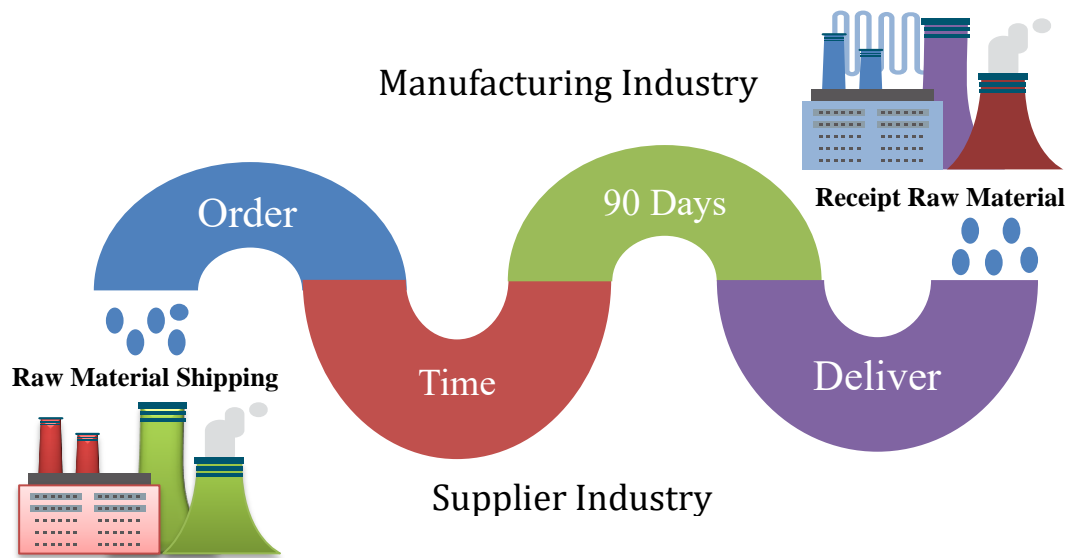 Manufacturing Industry
Order
90 Days
Receipt Raw Material
Raw Material Shipping
Time
Deliver
Supplier Industry